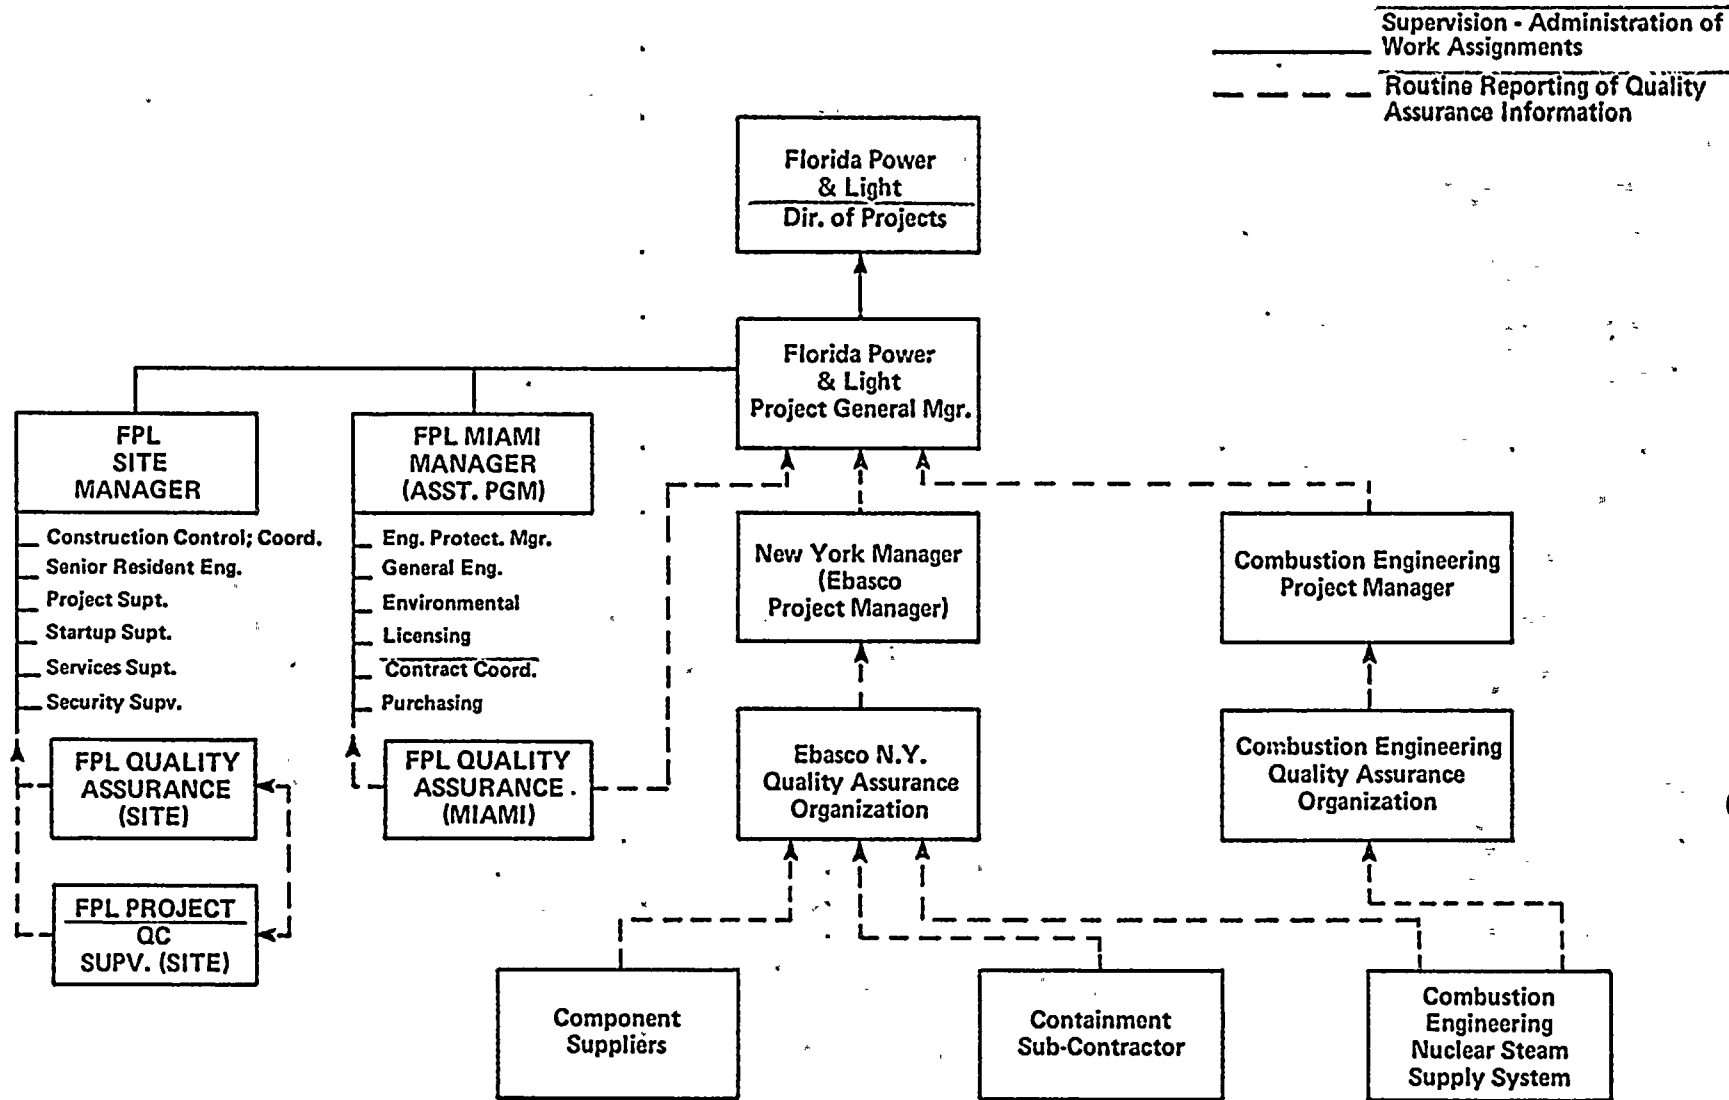 Supervision - Administration of
Work Assignments
Routine Reporting of Quality
Assurance Information
Florida Power
& Light
Dir. of Projects
Florida Power
& Light
Project General Mgr.
FPL
SITE
MANAGER
FPL MIAMI
MANAGER
(ASST. PGM)
Construction Control; Coord.
Senior Resident Eng.
Project Supt.
Startup Supt.
Services Supt.
Security Supv.
Eng. Protect. Mgr.
General Eng.
Environmental
Licensing
Contract Coord.
Purchasing
New York Manager
(Ebasco
Project Manager)
Combustion Engineering
Project Manager
FPL QUALITY
ASSURANCE
(SITE)
FPL QUALITY
ASSURANCE
(MIAMI)
Ebasco N.Y.
Quality Assurance
Organization
Combustion Engineering
Quality Assurance
Organization
FPL PROJECT
QC
SUPV. (SITE)
Component
Suppliers
Containment
Sub-Contractor
Combustion
Engineering
Nuclear Steam
Supply System